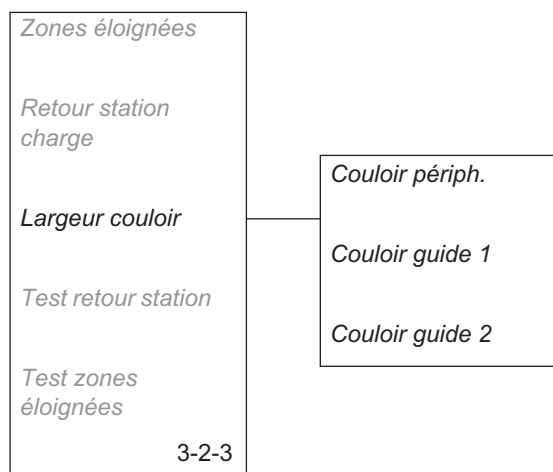 Zones éloignées
Retour station
charge
Largeur couloir
Test retour station
Test zones
éloignées
3-2-3
Couloir périph.
Couloir guide 1
Couloir guide 2